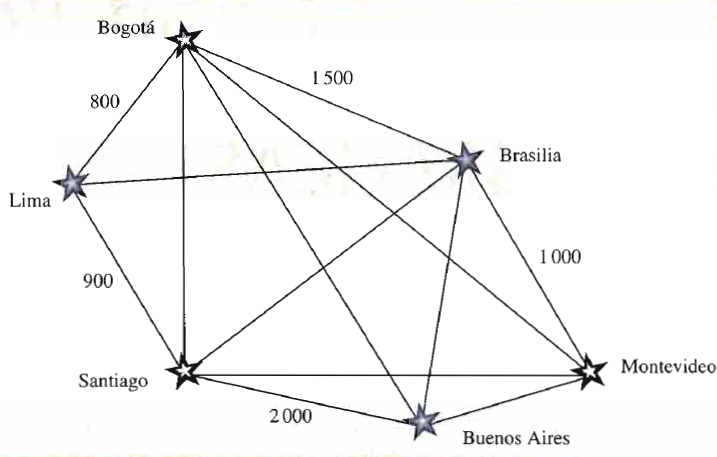 Bogotá
1 500
800
Brasilia
Lima
1 000
900
Montevideo
Santiago
2 000
Buenos Aires